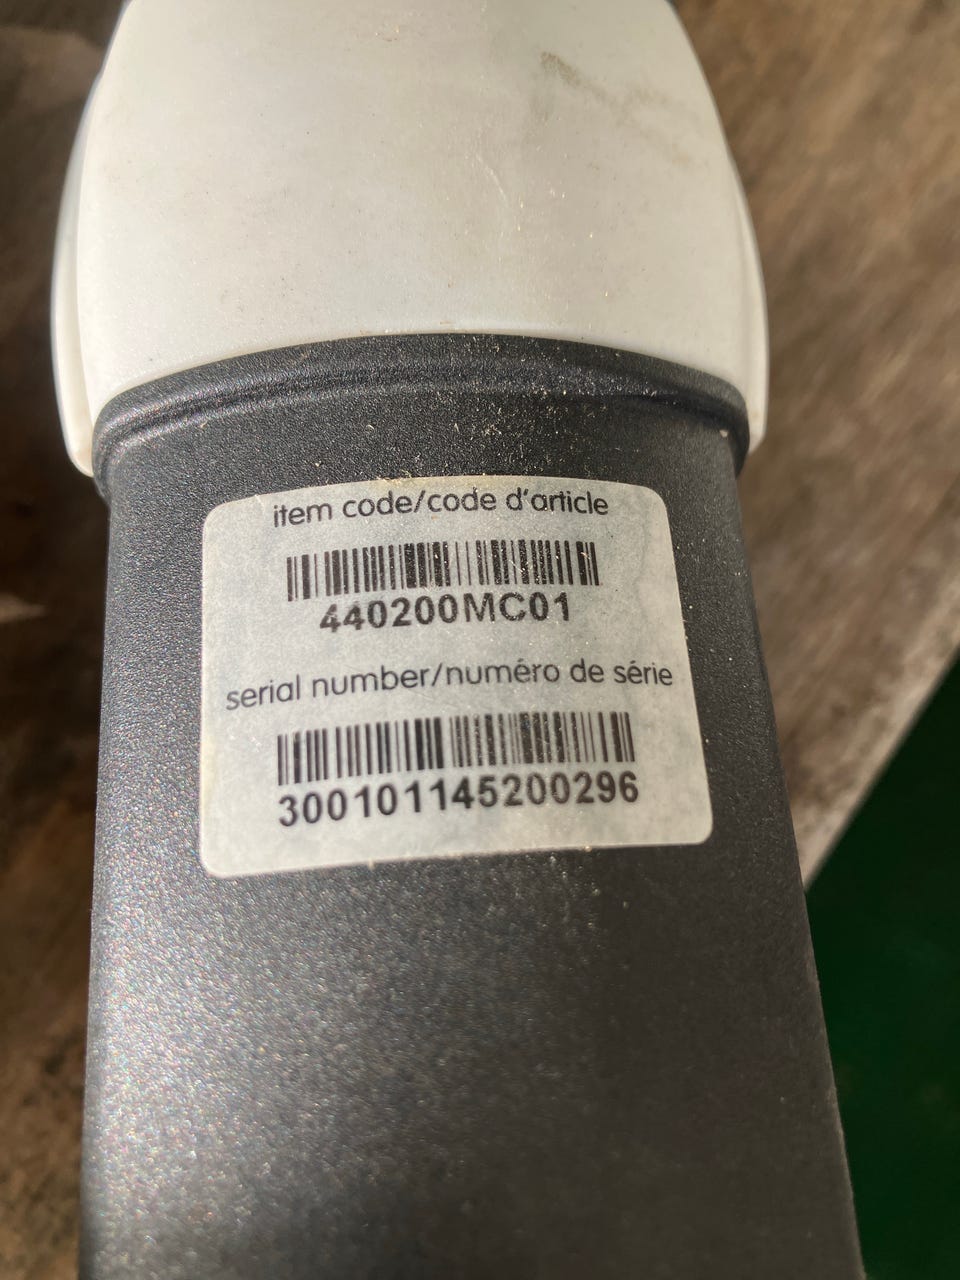 item code/code d'article
440200MC01
serial number/numéro de série
300101145200296